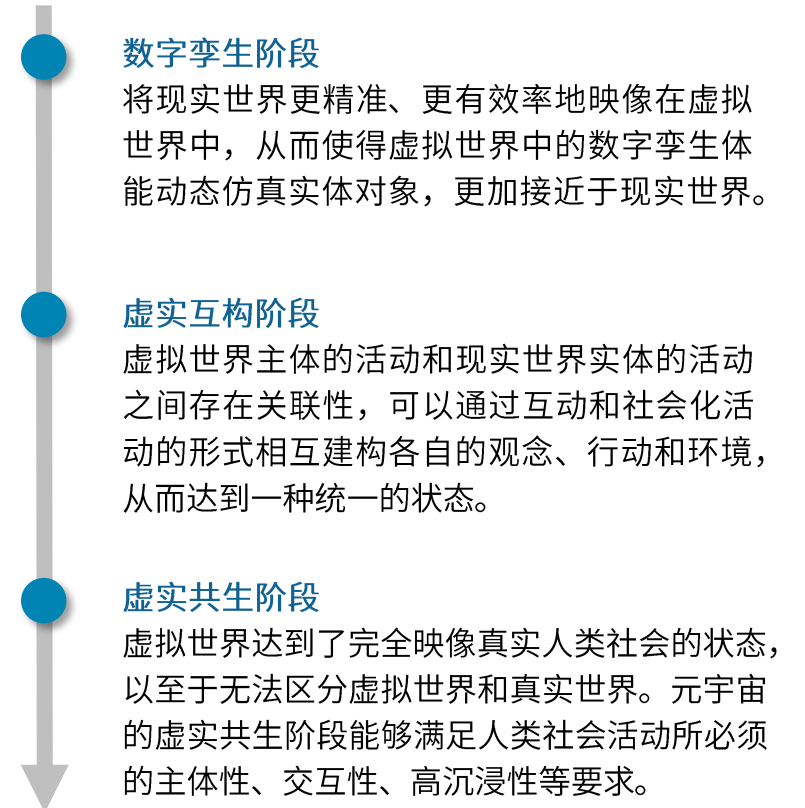 数字孪生阶段
将现实世界更精准、更有效率地映像在虚拟
世界中，从而使得虚拟世界中的数字孪生体
能动态仿真实体对象，更加接近于现实世界。
虚实互构阶段
虚拟世界主体的活动和现实世界实体的活动
之间存在关联性，可以通过互动和社会化活
动的形式相互建构各自的观念、行动和环境，
从而达到一种统一的状态。
虚实共生阶段
虚拟世界达到了完全映像真实人类社会的状态，
以至于无法区分虚拟世界和真实世界。元宇宙
的虚实共生阶段能够满足人类社会活动所必须
的主体性、交互性、高沉浸性等要求。